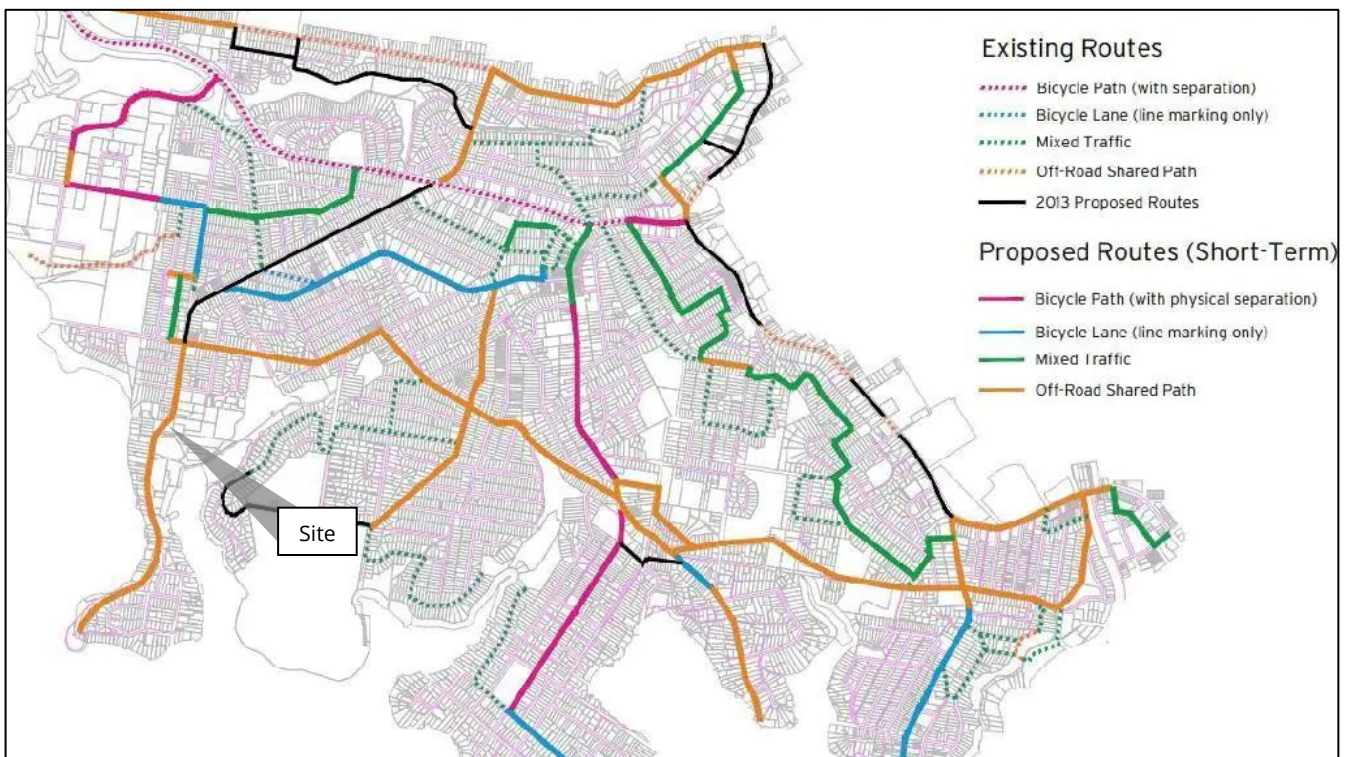 Existing Routes
Bicycle Path (with separation)
Bicycle Lane (line marking only)
Mixed Traffic
Off-Road Shared Path
2013 Proposed Routes
Proposed Routes (Short-Term)
Bicycle Path (with physical separation)
Bicycle Lane (line marking only)
Mixed Traffic
Off-Road Shared Path
Site